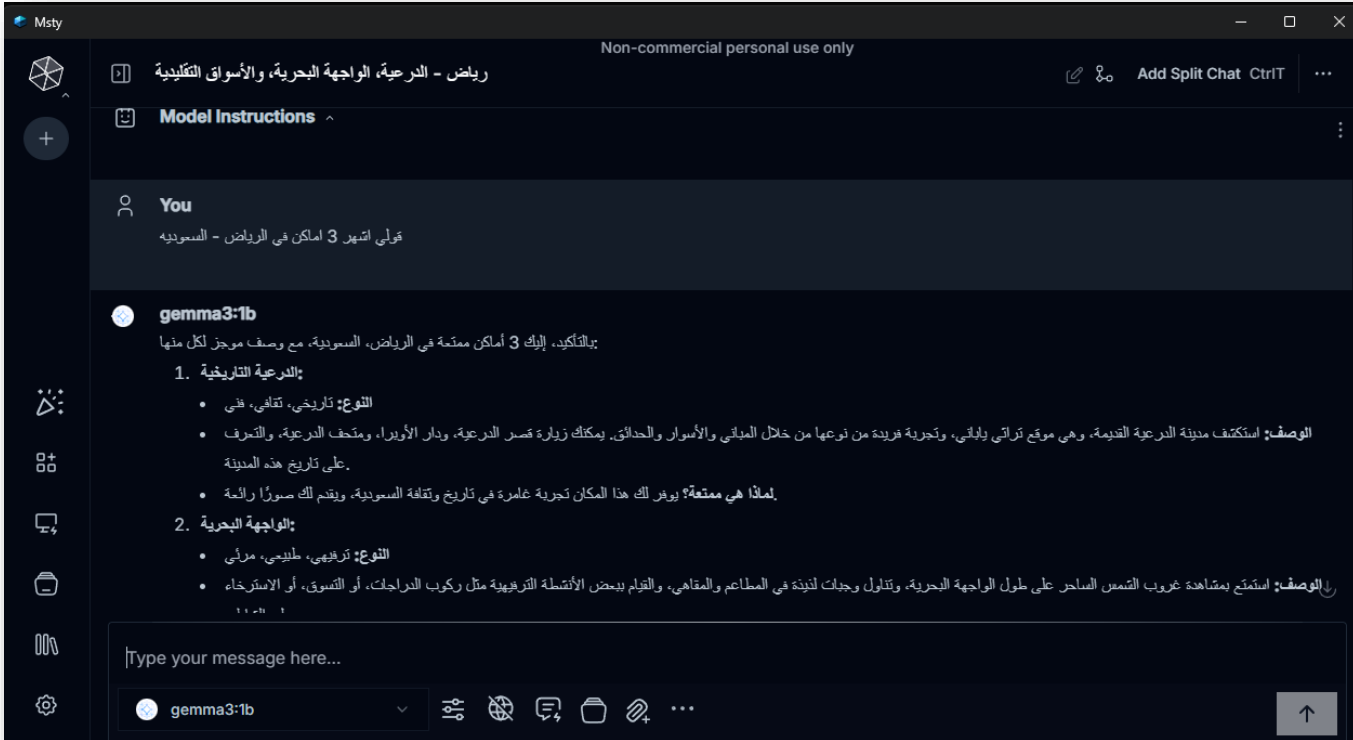 Msty
Non-commercial personal use only
رياض – الدرعية، الواجهة البحرية، والأسواق التقليدية
Add Split Chat CtrlT
Model Instructions
You
قولي اشهر 3 اماكن في الرياض – السعوديه
gemma3:1b
بالتأكيد، إليك 3 أماكن ممتعة في الرياض، السعودية، مع وصف موجز لكل منها:
1. الدرعية التاريخية:
• النوع: تاريخي، ثقافي، فني
• الوصف: استكشف مدينة الدرعية القديمة، وهي موقع تراثي ياباني، وتجربة فريدة من نوعها من خلال المباني والأسوار والحدائق. يمكنك زيارة قصر الدرعية، ودار الأوبرا، ومتحف الدرعية، والتعرف
على تاريخ هذه المدينة.
• لماذا هي ممتعة؟ يوفر لك هذا المكان تجربة غامرة في تاريخ وثقافة السعودية، ويقدم لك صورًا رائعة.
2. الواجهة البحرية:
• النوع: ترفيهي، طبيعي، مرئي
• الوصف: استمتع بمشاهدة غروب الشمس الساحر على طول الواجهة البحرية، وتناول وجبات لذيذة في المطاعم والمقاهي، والقيام ببعض الأنشطة الترفيهية مثل ركوب الدراجات، أو التسوق، أو الاسترخاء
Type your message here...
gemma3:1b